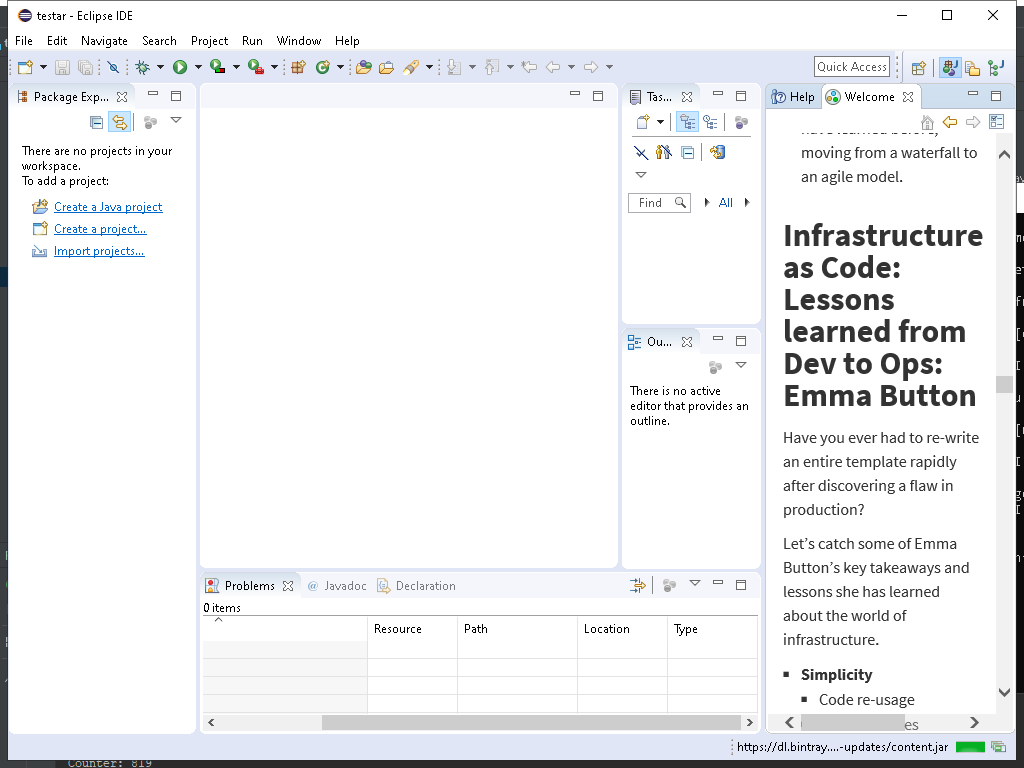 testar - Eclipse IDE
File Edit Navigate Search Project Run Window Help
Quick Access
Package Exp...
There are no projects in your
workspace.
To add a project:
Create a Java project
Create a project...
Import projects...
Tas...
Find
All
Ou...
There is no active
editor that provides an
outline.
Help Welcome
moving from a waterfall to
an agile model.
Infrastructure
as Code:
Lessons
learned from
Dev to Ops:
Emma Button
Have you ever had to re-write
an entire template rapidly
after discovering a flaw in
production?
Let’s catch some of Emma
Button’s key takeaways and
lessons she has learned
about the world of
infrastructure.
▪ Simplicity
▪ Code re-usage
Problems @ Javadoc Declaration
0 items
Resource Path Location Type
https://dl.bintray....-updates/content.jar
Counter: 819